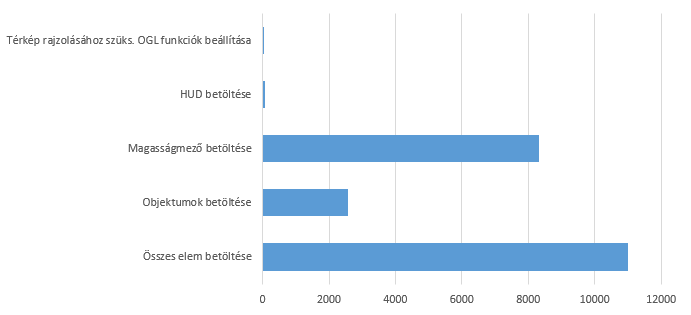 Térkép rajzolásához szüks. OGL funkciók beállítása
HUD betöltése
Magasságmező betöltése
Objektumok betöltése
Összes elem betöltése
0 2000 4000 6000 8000 10000 12000